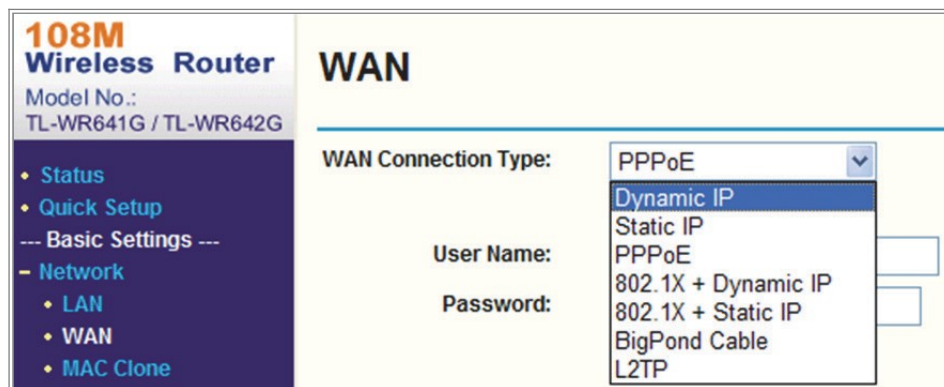 108M
Wireless Router
Model No.:
TL-WR641G / TL-WR642G
• Status
• Quick Setup
--- Basic Settings ---
– Network
• LAN
• WAN
• MAC Clone
WAN
WAN Connection Type:
PPPoE
Dynamic IP
Static IP
PPPoE
802.1X + Dynamic IP
802.1X + Static IP
BigPond Cable
L2TP
User Name:
Password: